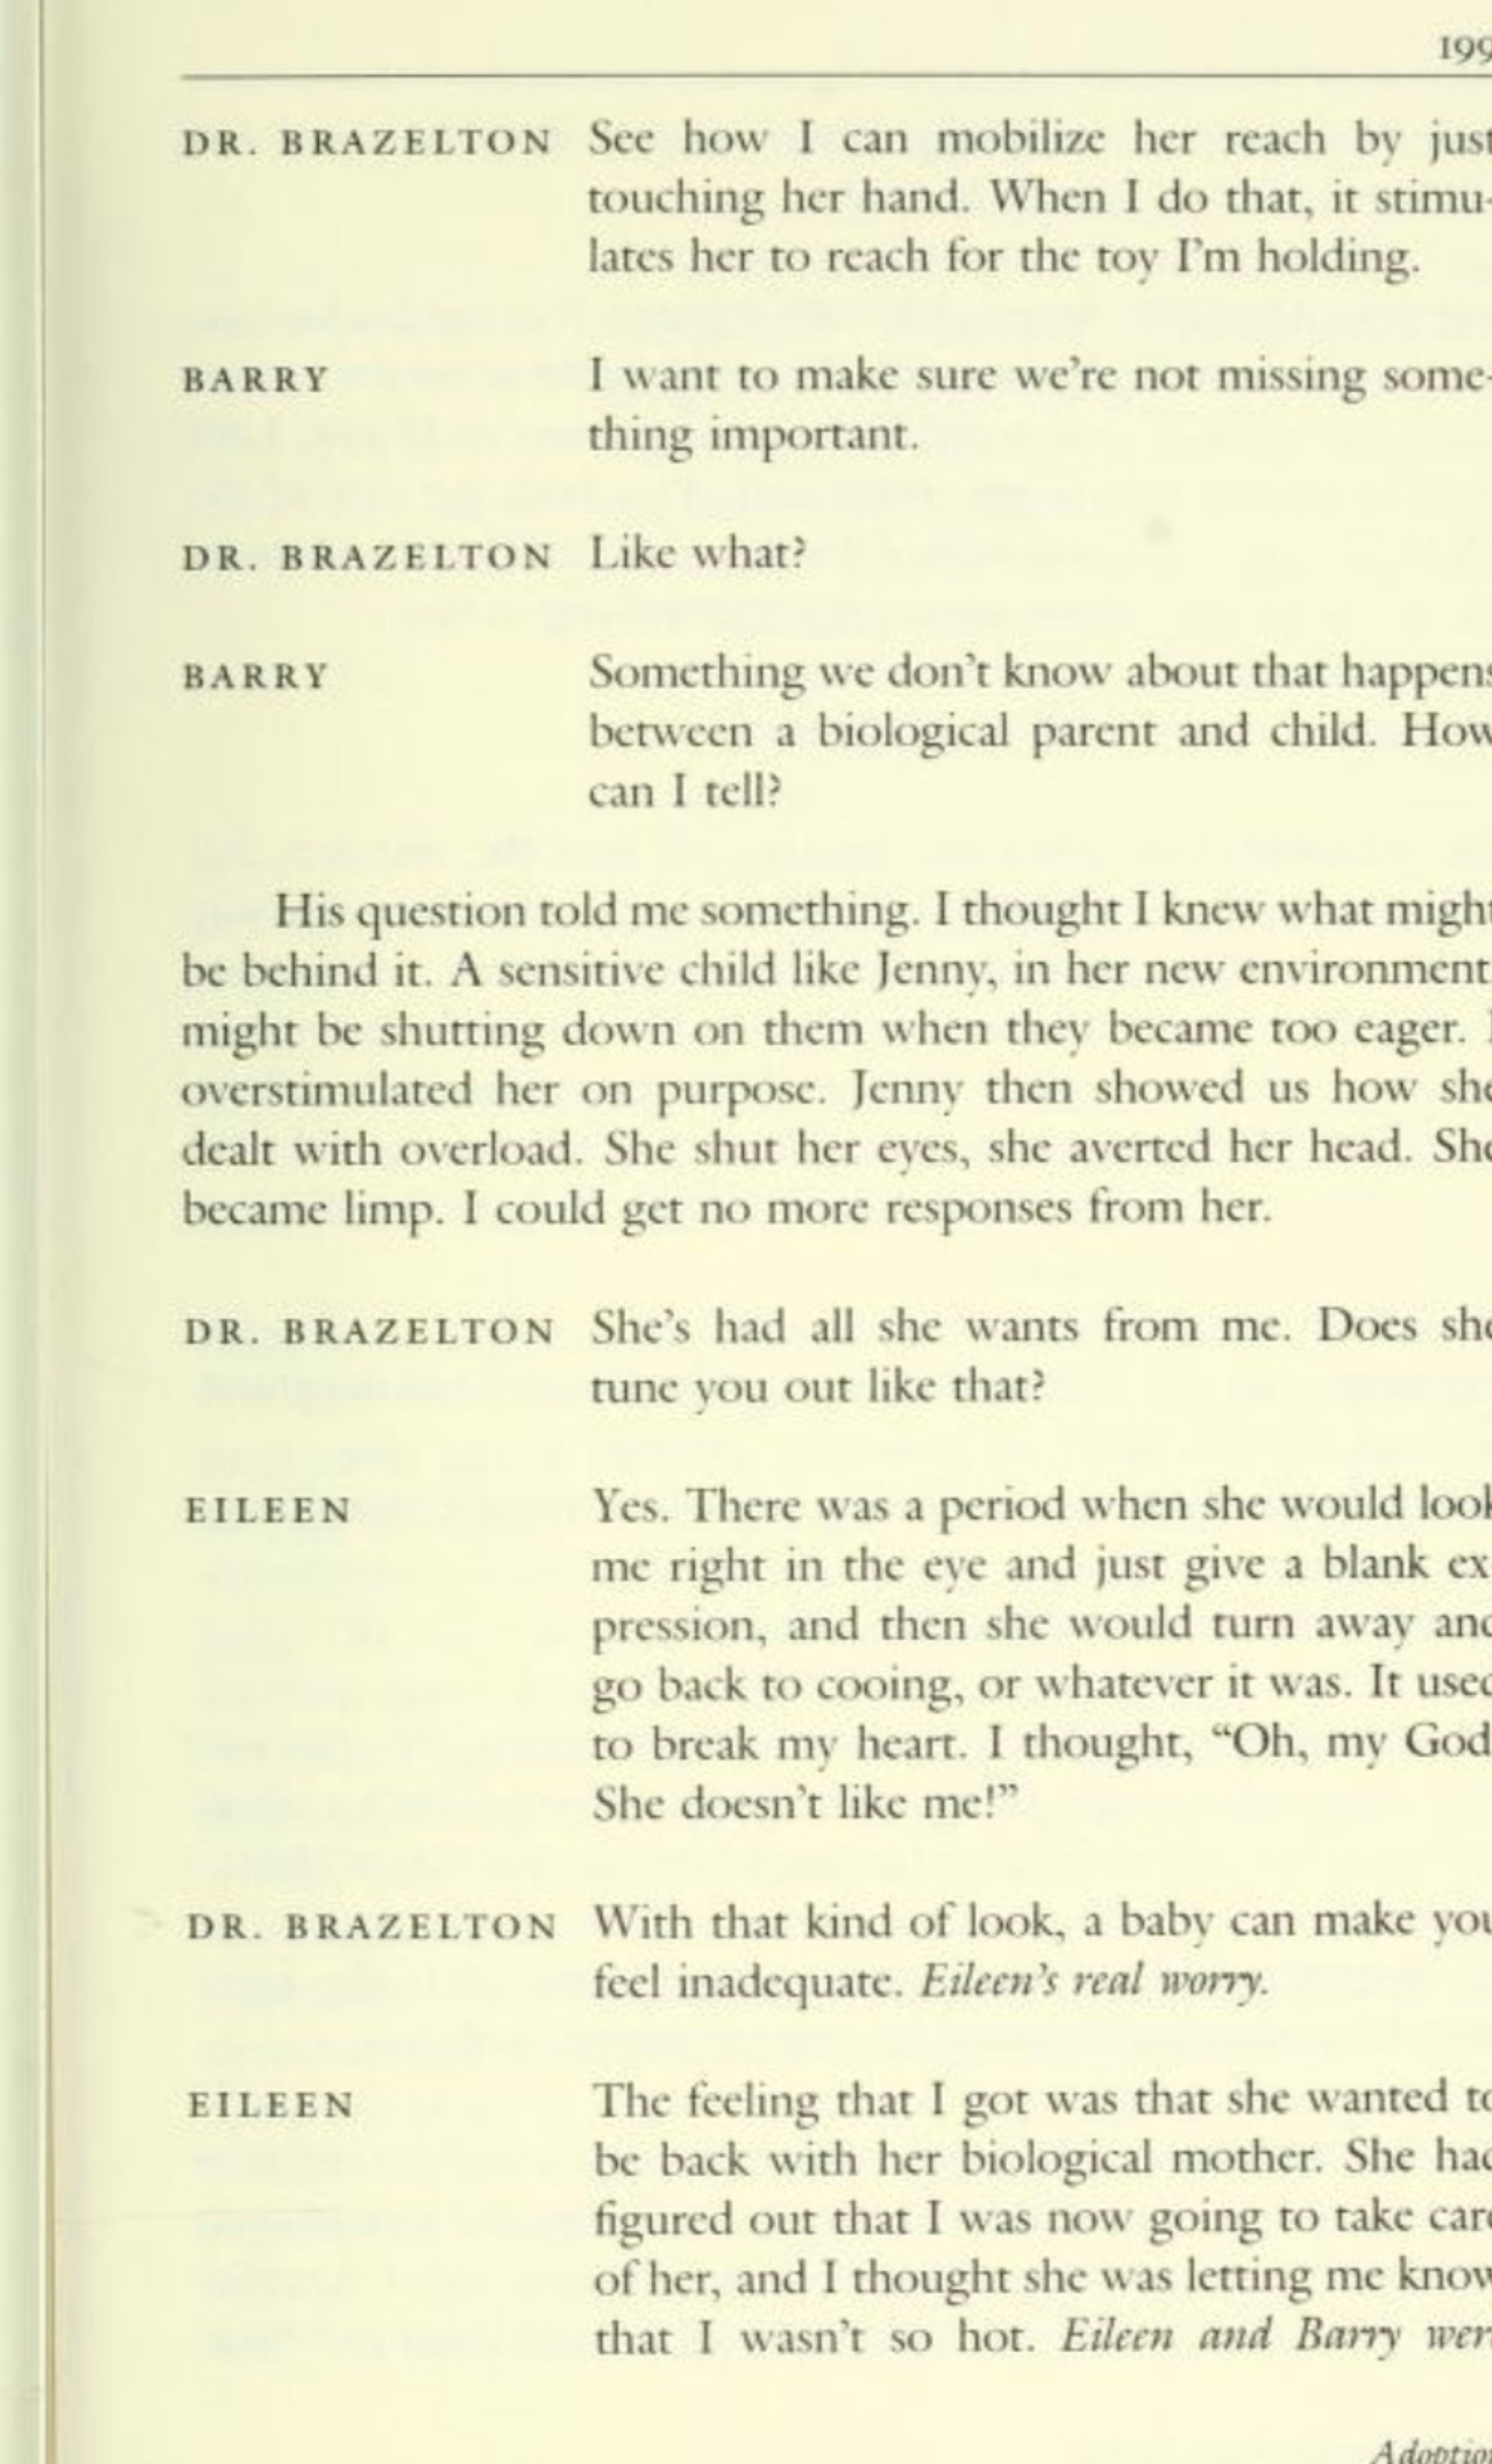 199
DR. BRAZELTON See how I can mobilize her reach by just
touching her hand. When I do that, it stimu-
lates her to reach for the toy I'm holding.
BARRY I want to make sure we're not missing some-
thing important.
DR. BRAZELTON Like what?
BARRY Something we don't know about that happens
between a biological parent and child. How
can I tell?
His question told me something. I thought I knew what might
be behind it. A sensitive child like Jenny, in her new environment
might be shutting down on them when they became too eager. I
overstimulated her on purpose. Jenny then showed us how she
dealt with overload. She shut her eyes, she averted her head. She
became limp. I could get no more responses from her.
DR. BRAZELTON She's had all she wants from me. Does she
tune you out like that?
EILEEN Yes. There was a period when she would look
me right in the eye and just give a blank ex-
pression, and then she would turn away and
go back to cooing, or whatever it was. It used
to break my heart. I thought, “Oh, my God
She doesn't like me!”
DR. BRAZELTON With that kind of look, a baby can make you
feel inadequate. Eileen's real worry.
EILEEN The feeling that I got was that she wanted to
be back with her biological mother. She had
figured out that I was now going to take care
of her, and I thought she was letting me know
that I wasn't so hot. Eileen and Barry wer
Adoption